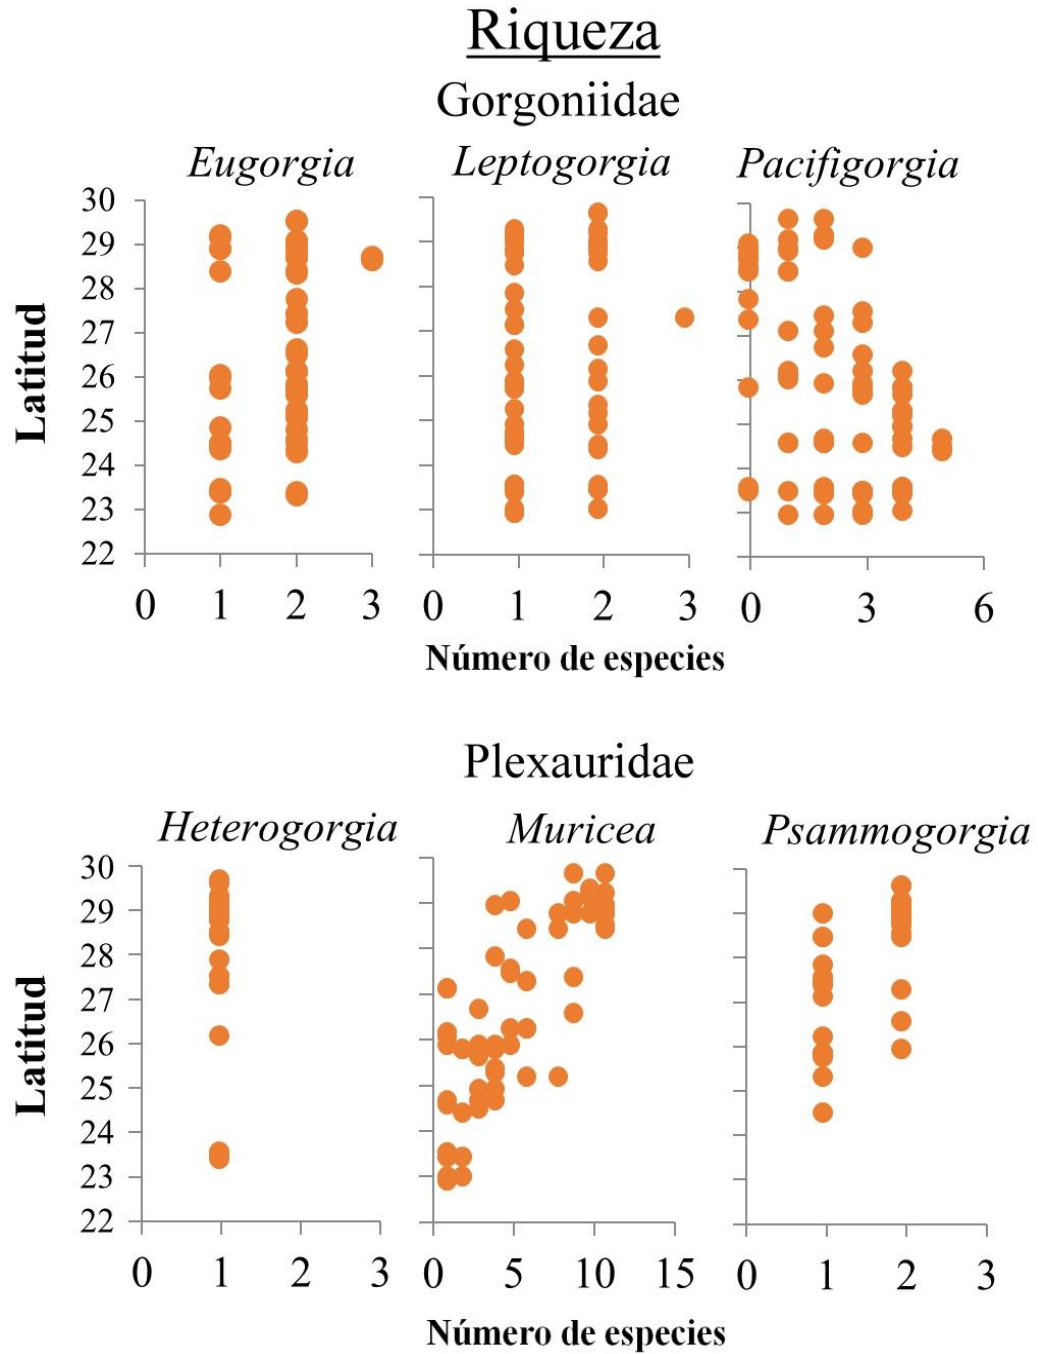 Riqueza
Gorgoniidae
Eugorgia Leptogorgia Pacifigorgia
Latitud
30
29
28
27
26
25
24
23
22
0 1 2 3 0 1 2 3 0 3 6
Número de especies
Plexauridae
Heterogorgia Muricea Psammogorgia
Latitud
30
29
28
27
26
25
24
23
22
0 1 2 3 0 5 10 15 0 1 2 3
Número de especies